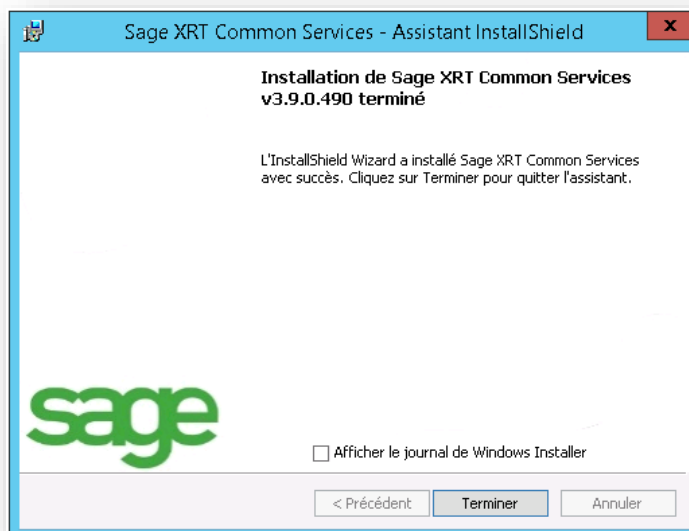 Sage XRT Common Services - Assistant InstallShield
x
Installation de Sage XRT Common Services
v3.9.0.490 terminé
L'InstallShield Wizard a installé Sage XRT Common Services
avec succès. Cliquez sur Terminer pour quitter l'assistant.
sage
Afficher le journal de Windows Installer
< Précédent
Terminer
Annuler